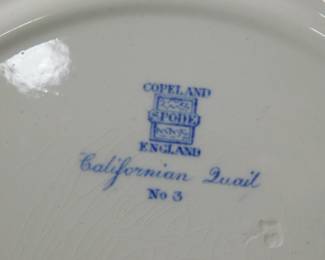 COPELAND
SPODE
ENGLAND
Californian Quail
No 3